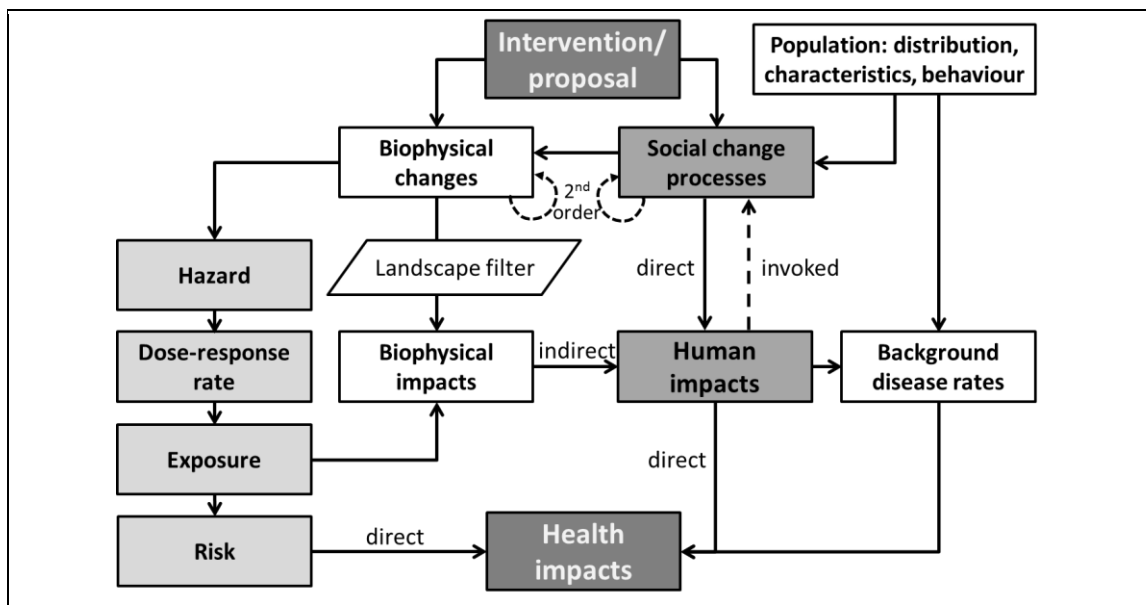 Intervention/
proposal
Population: distribution,
characteristics, behaviour
Biophysical
changes
Social change
processes
2nd
order
Hazard
Landscape filter
direct
invoked
Dose-response
rate
Biophysical
impacts
indirect
Human
impacts
Background
disease rates
Exposure
direct
Risk
direct
Health
impacts